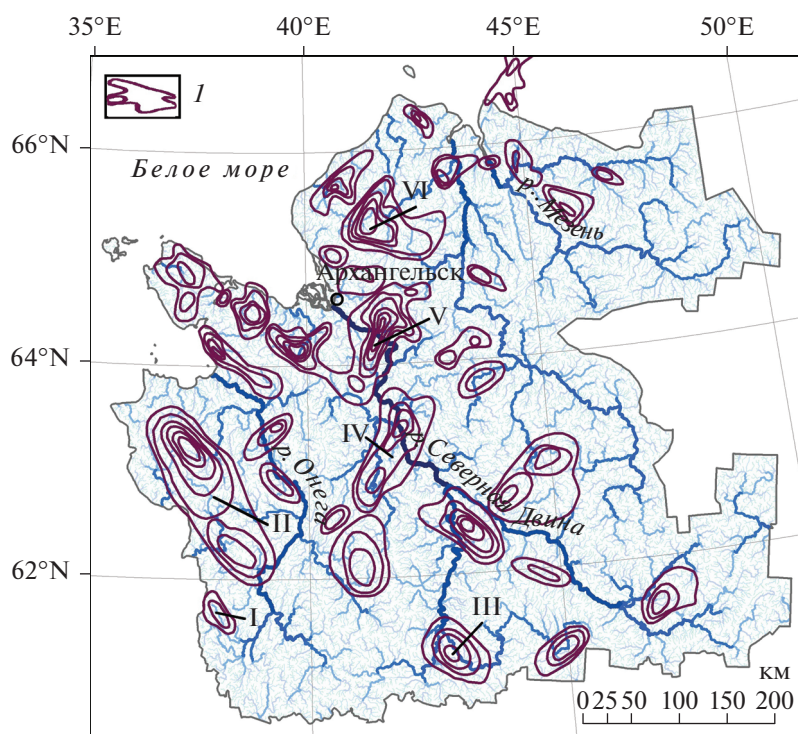 35°E 40°E 45°E 50°E
1
66°N
Белое море
VI
р. Мезень
Архангельск
V
64°N
IV
р. Северная Двина
р. Онега
II
62°N
I
III
км
0 25 50 100 150 200